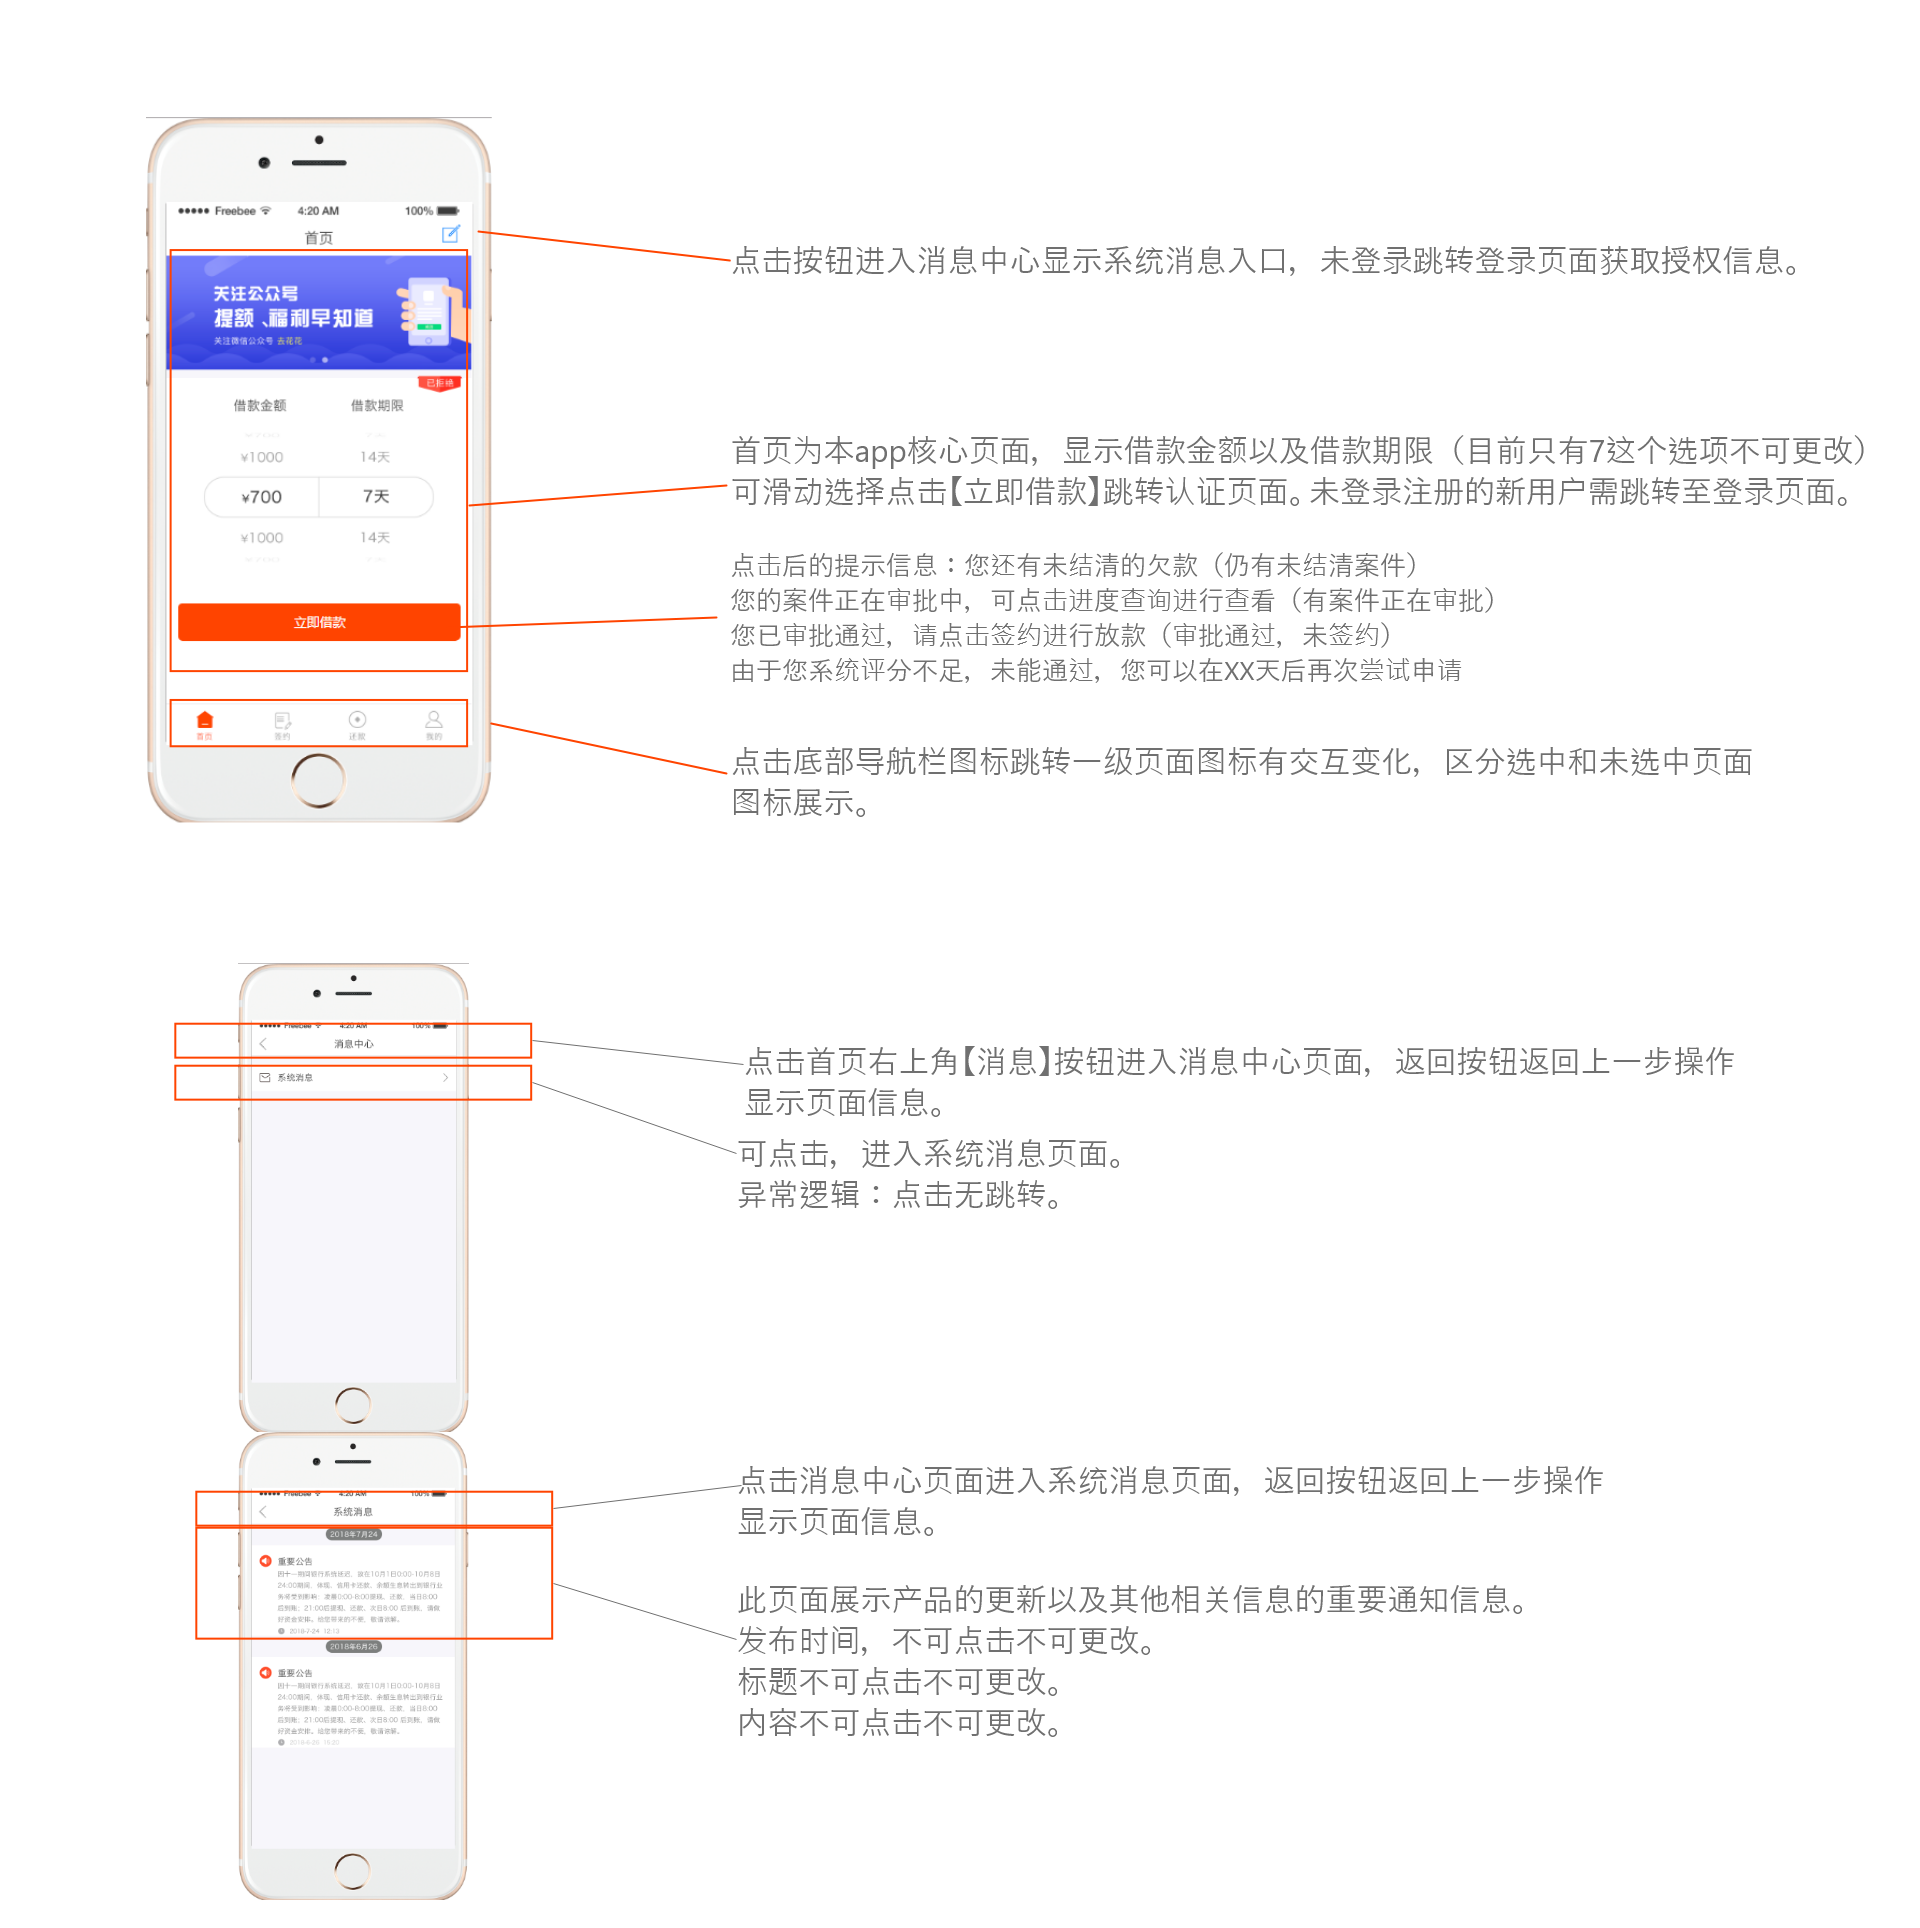 Freebee 4:20 AM 100%
首页
关注公众号
提额、福利早知道
关注微信公众号 去花花
已拒绝
借款金额 借款期限
¥1000 14天
¥700 7天
¥1000 14天
立即借款
首页 签约 还款 我的
点击按钮进入消息中心显示系统消息入口，未登录跳转登录页面获取授权信息。
首页为本app核心页面，显示借款金额以及借款期限（目前只有7这个选项不可更改）
可滑动选择点击【立即借款】跳转认证页面。未登录注册的新用户需跳转至登录页面。
点击后的提示信息：您还有未结清的欠款（仍有未结清案件）
您的案件正在审批中，可点击进度查询进行查看（有案件正在审批）
您已审批通过，请点击签约进行放款（审批通过，未签约）
由于您系统评分不足，未能通过，您可以在XX天后再次尝试申请
点击底部导航栏图标跳转一级页面图标有交互变化，区分选中和未选中页面
图标展示。
Freebee 4:20 AM 100%
消息中心
系统消息
点击首页右上角【消息】按钮进入消息中心页面，返回按钮返回上一步操作
显示页面信息。
可点击，进入系统消息页面。
异常逻辑：点击无跳转。
Freebee 4:20 AM 100%
系统消息
2018年7月24
重要公告
2018-7-24 12:13
2018年6月26
重要公告
点击消息中心页面进入系统消息页面，返回按钮返回上一步操作
显示页面信息。
此页面展示产品的更新以及其他相关信息的重要通知信息。
发布时间，不可点击不可更改。
标题不可点击不可更改。
内容不可点击不可更改。